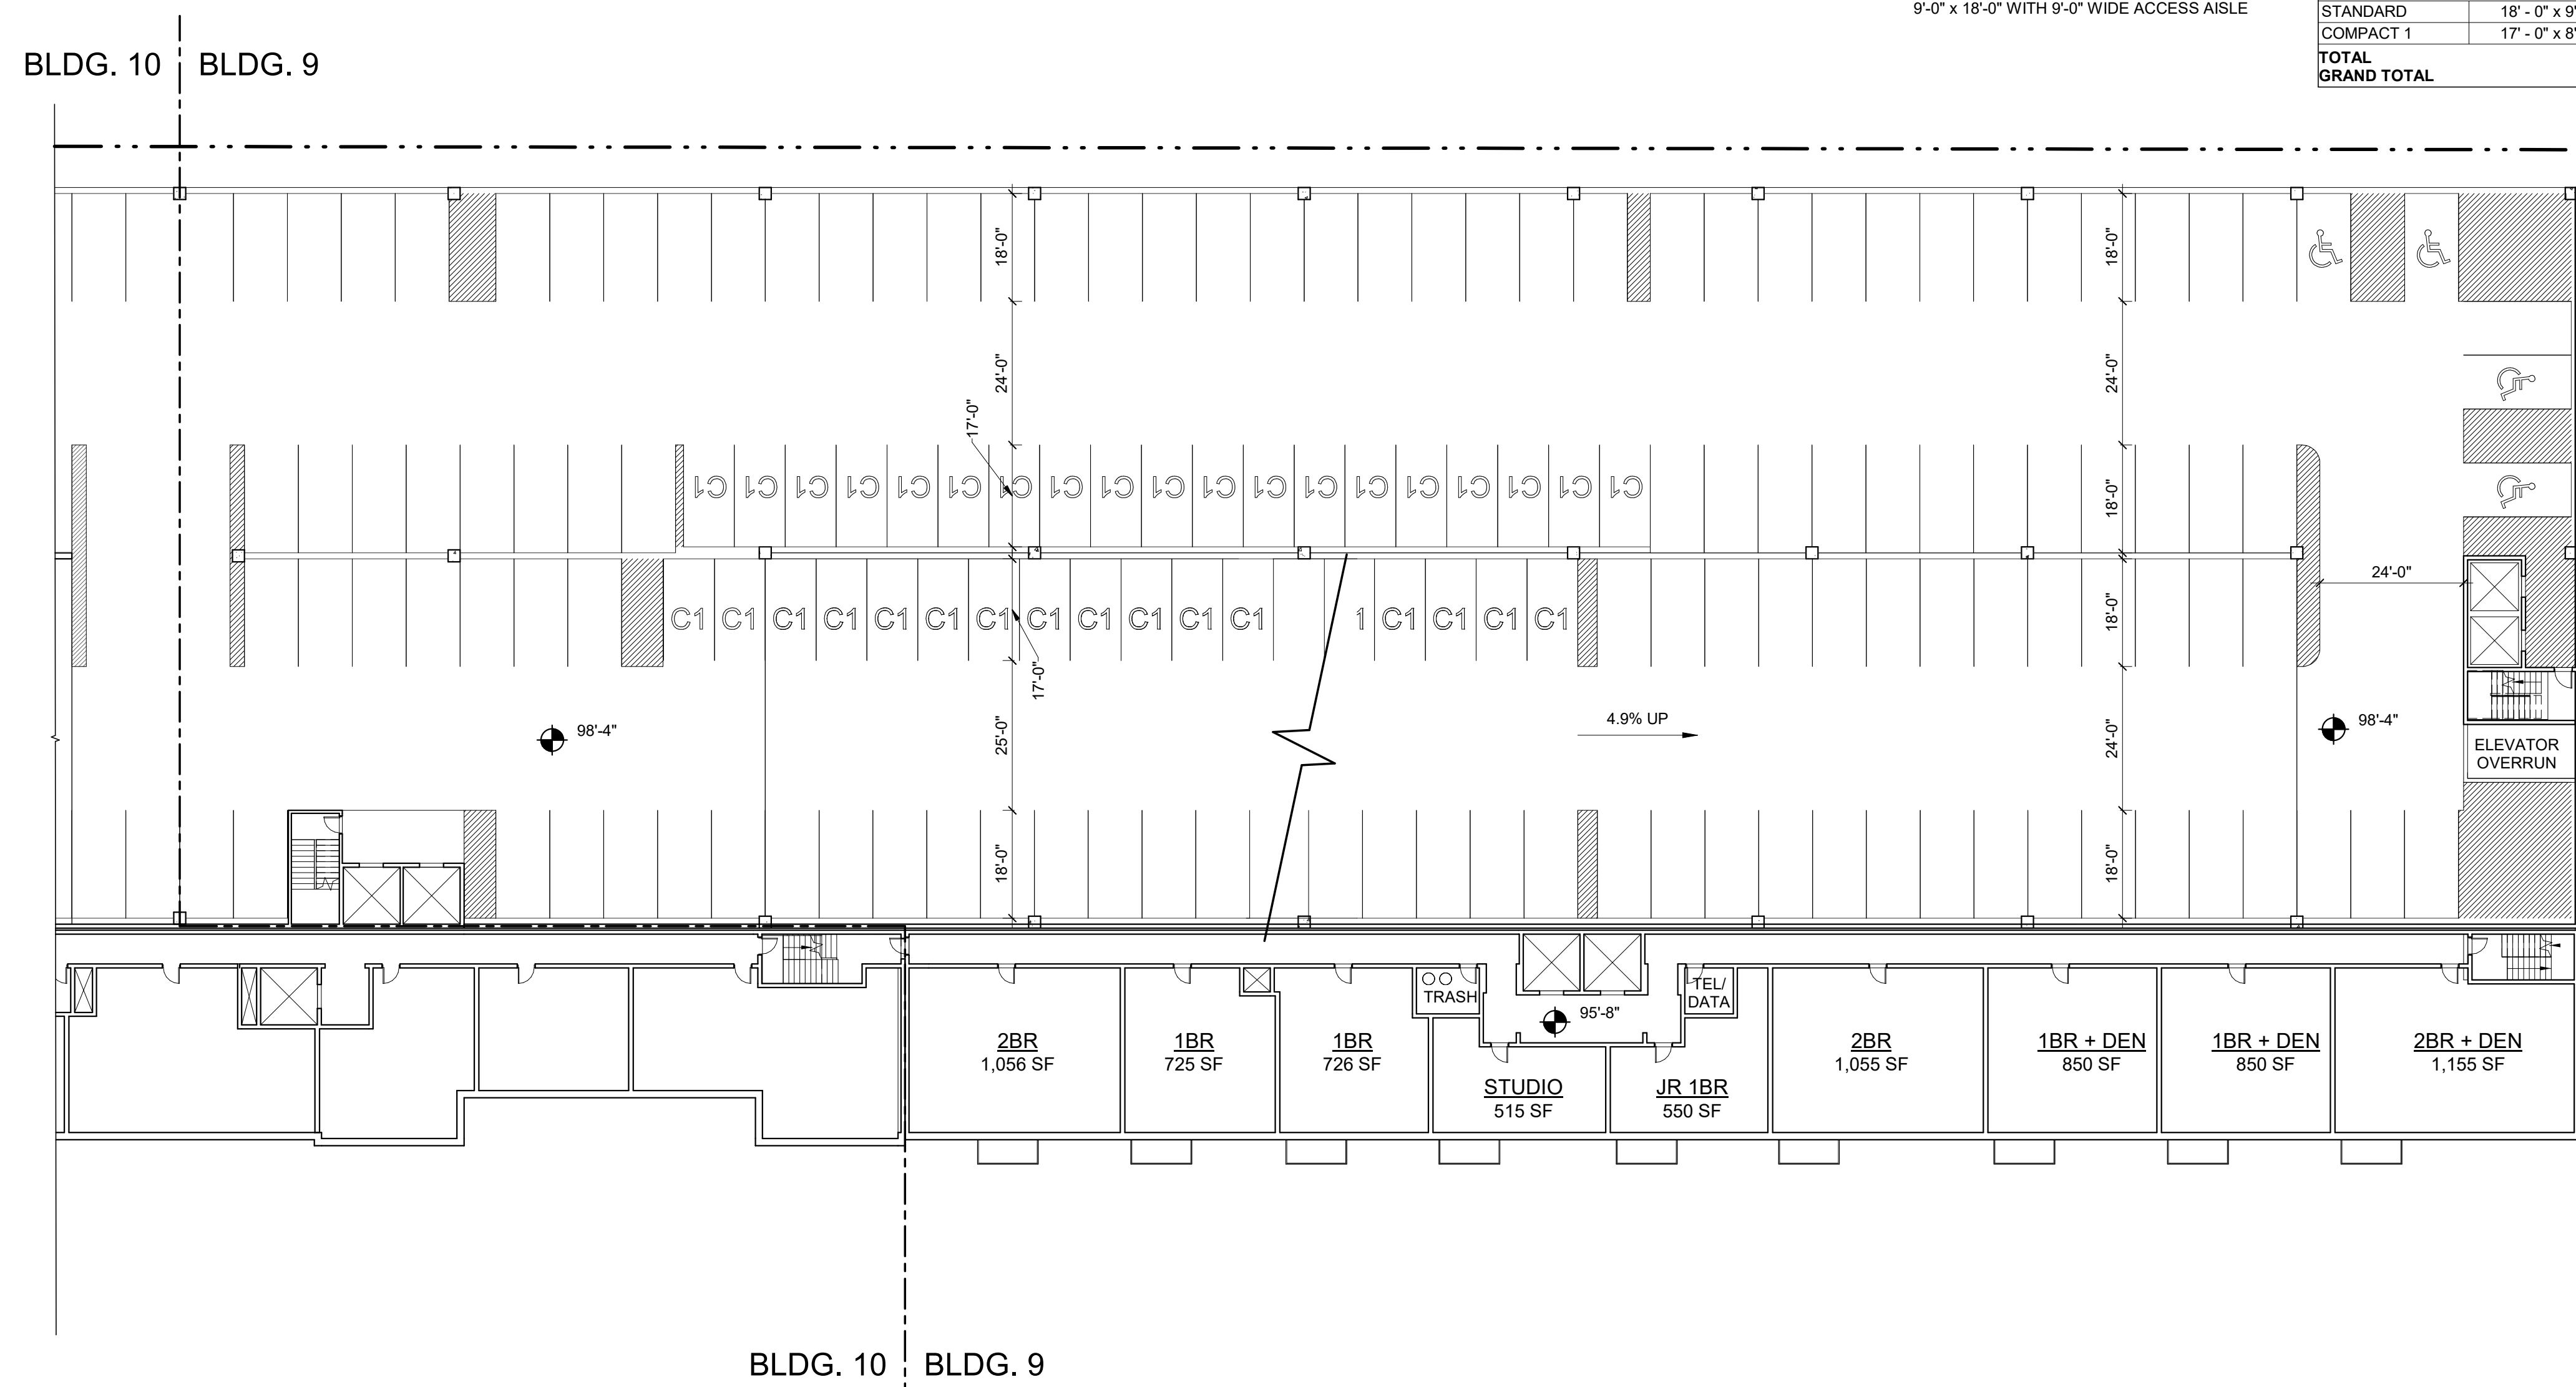 9'-0" x 18'-0" WITH 9'-0" WIDE ACCESS AISLE
STANDARD 18' - 0" x 9'
COMPACT 1 17' - 0" x 8'
TOTAL
GRAND TOTAL
BLDG. 10 BLDG. 9
18'-0" 18'-0"
24'-0" 24'-0"
17'-0"
C1 C1 C1 C1 C1 C1 C1 C1 C1 C1 C1 C1 C1 C1 C1 C1 C1 C1 C1
18'-0"
24'-0"
C1 C1 C1 C1 C1 C1 C1 C1 C1 C1 C1 C1 1 C1 C1 C1 C1
18'-0"
17'-0"
98'-4"
25'-0"
4.9% UP
24'-0"
98'-4"
ELEVATOR
OVERRUN
18'-0" 18'-0"
TRASH
TEL/
DATA
95'-8"
2BR
1,056 SF
1BR
725 SF
1BR
726 SF
STUDIO
515 SF
JR 1BR
550 SF
2BR
1,055 SF
1BR + DEN
850 SF
1BR + DEN
850 SF
2BR + DEN
1,155 SF
BLDG. 10 BLDG. 9